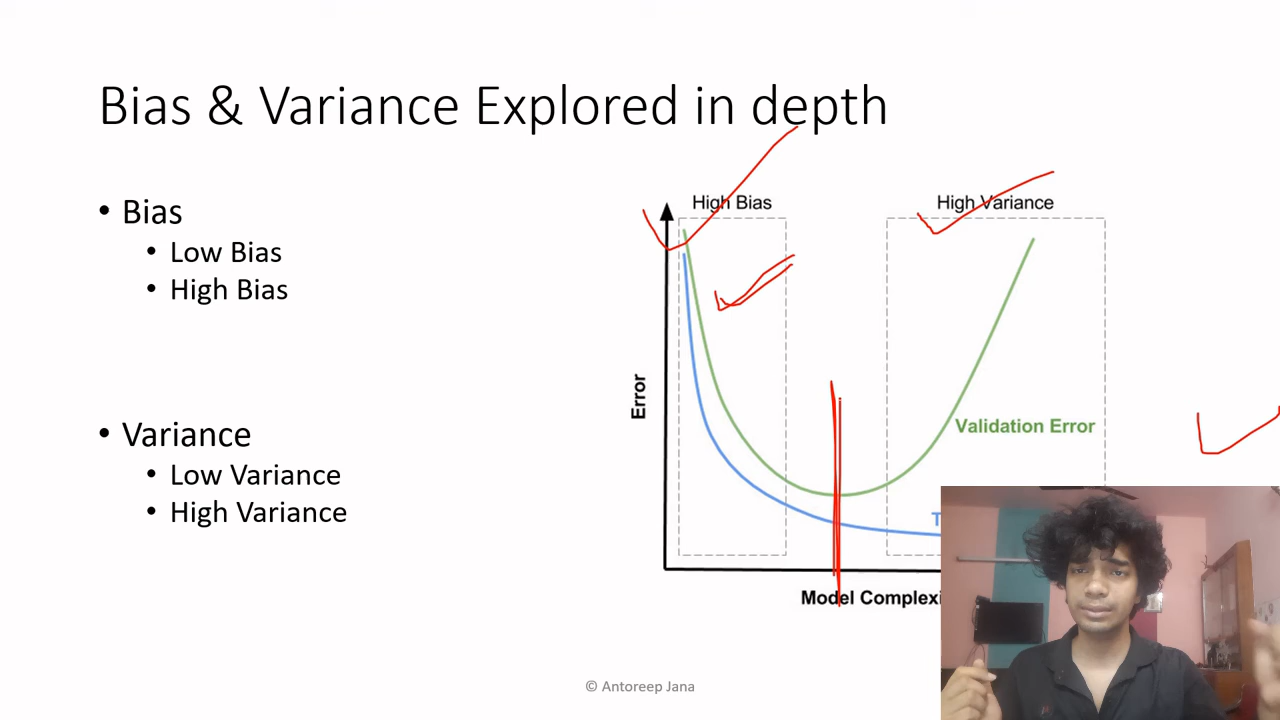 Bias & Variance Explored in depth
• Bias
• Low Bias
• High Bias
• Variance
• Low Variance
• High Variance
High Bias
High Variance
Error
Validation Error
T
Model Complexi
© Antoreep Jana